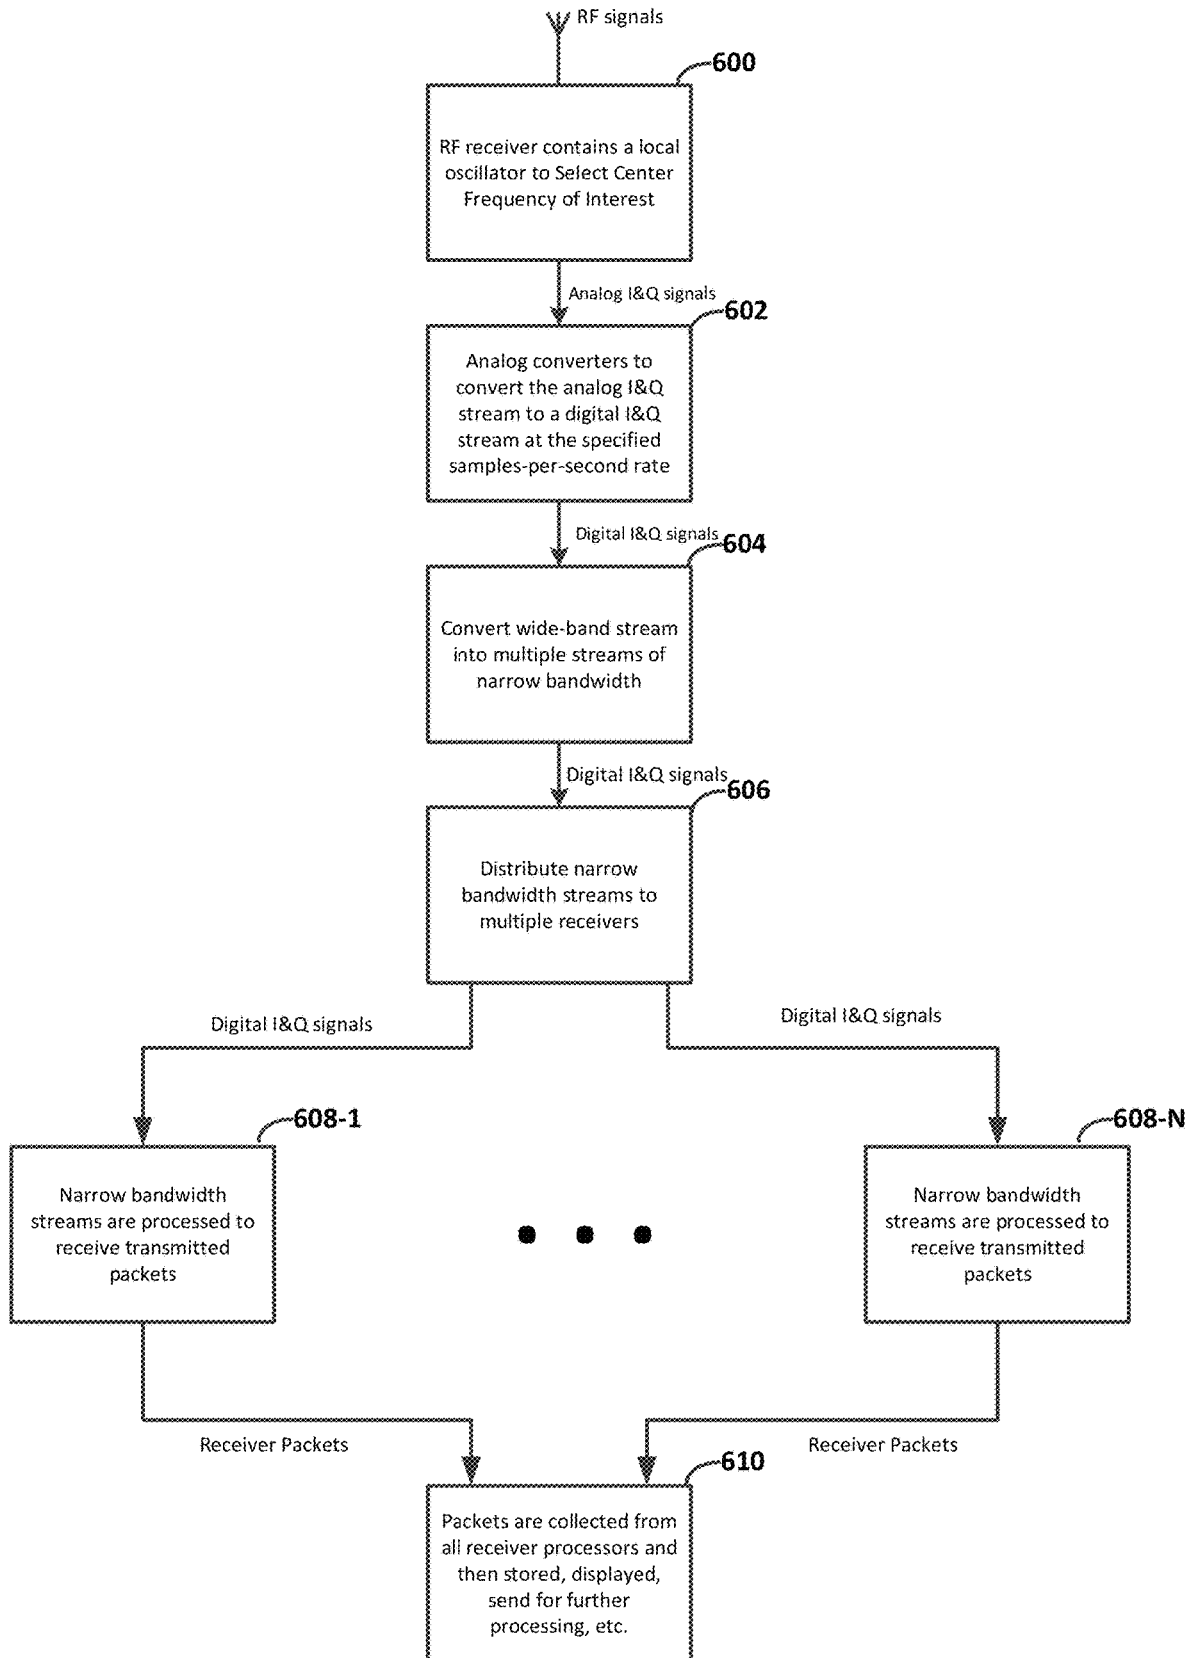 RF signals
600
RF receiver contains a local
oscillator to Select Center
Frequency of Interest
Analog I&Q signals
602
Analog converters to
convert the analog I&Q
stream to a digital I&Q
stream at the specified
samples-per-second rate
Digital I&Q signals
604
Convert wide-band stream
into multiple streams of
narrow bandwidth
Digital I&Q signals
606
Distribute narrow
bandwidth streams to
multiple receivers
Digital I&Q signals
Digital I&Q signals
608-1
608-N
Narrow bandwidth
streams are processed to
receive transmitted
packets
Narrow bandwidth
streams are processed to
receive transmitted
packets
Receiver Packets
Receiver Packets
610
Packets are collected from
all receiver processors and
then stored, displayed,
send for further
processing, etc.